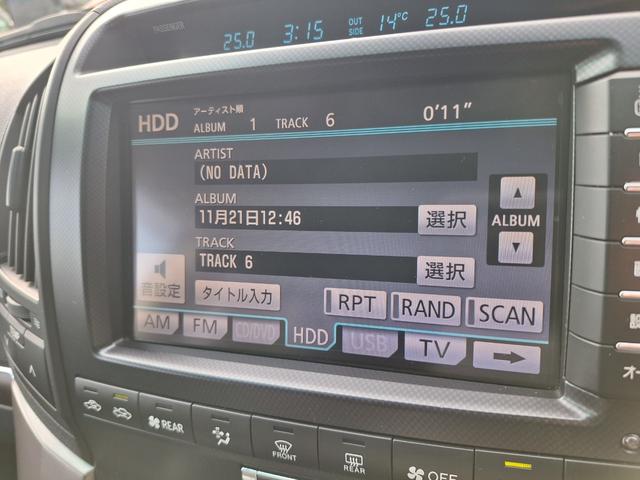 PASSENGER
25.0 3:15 OUT SIDE 14℃ 25.0
HDD アーティスト順
ALBUM 1 TRACK 6 0'11"
ARTIST
(NO DATA)
ALBUM
11月21日12:46 選択
ALBUM
TRACK
TRACK 6 選択
音設定 タイトル入力 RPT RAND SCAN
AM FM CD/DVD HDD USB TV
REAR FRONT REAR OFF
オー